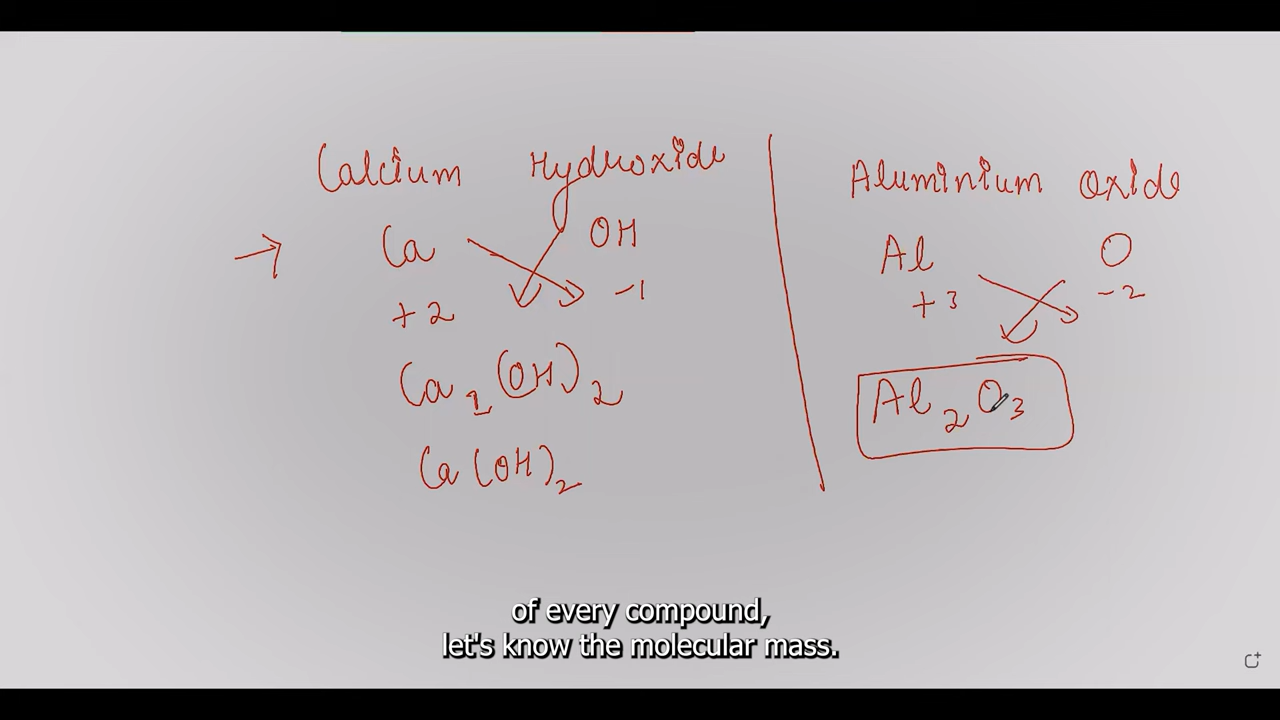 Calcium Hydroxide
Ca OH
+2 -1
Ca1(OH)2
Ca(OH)2
Aluminium Oxide
Al O
+3 -2
Al2O3
of every compound,
let's know the molecular mass.